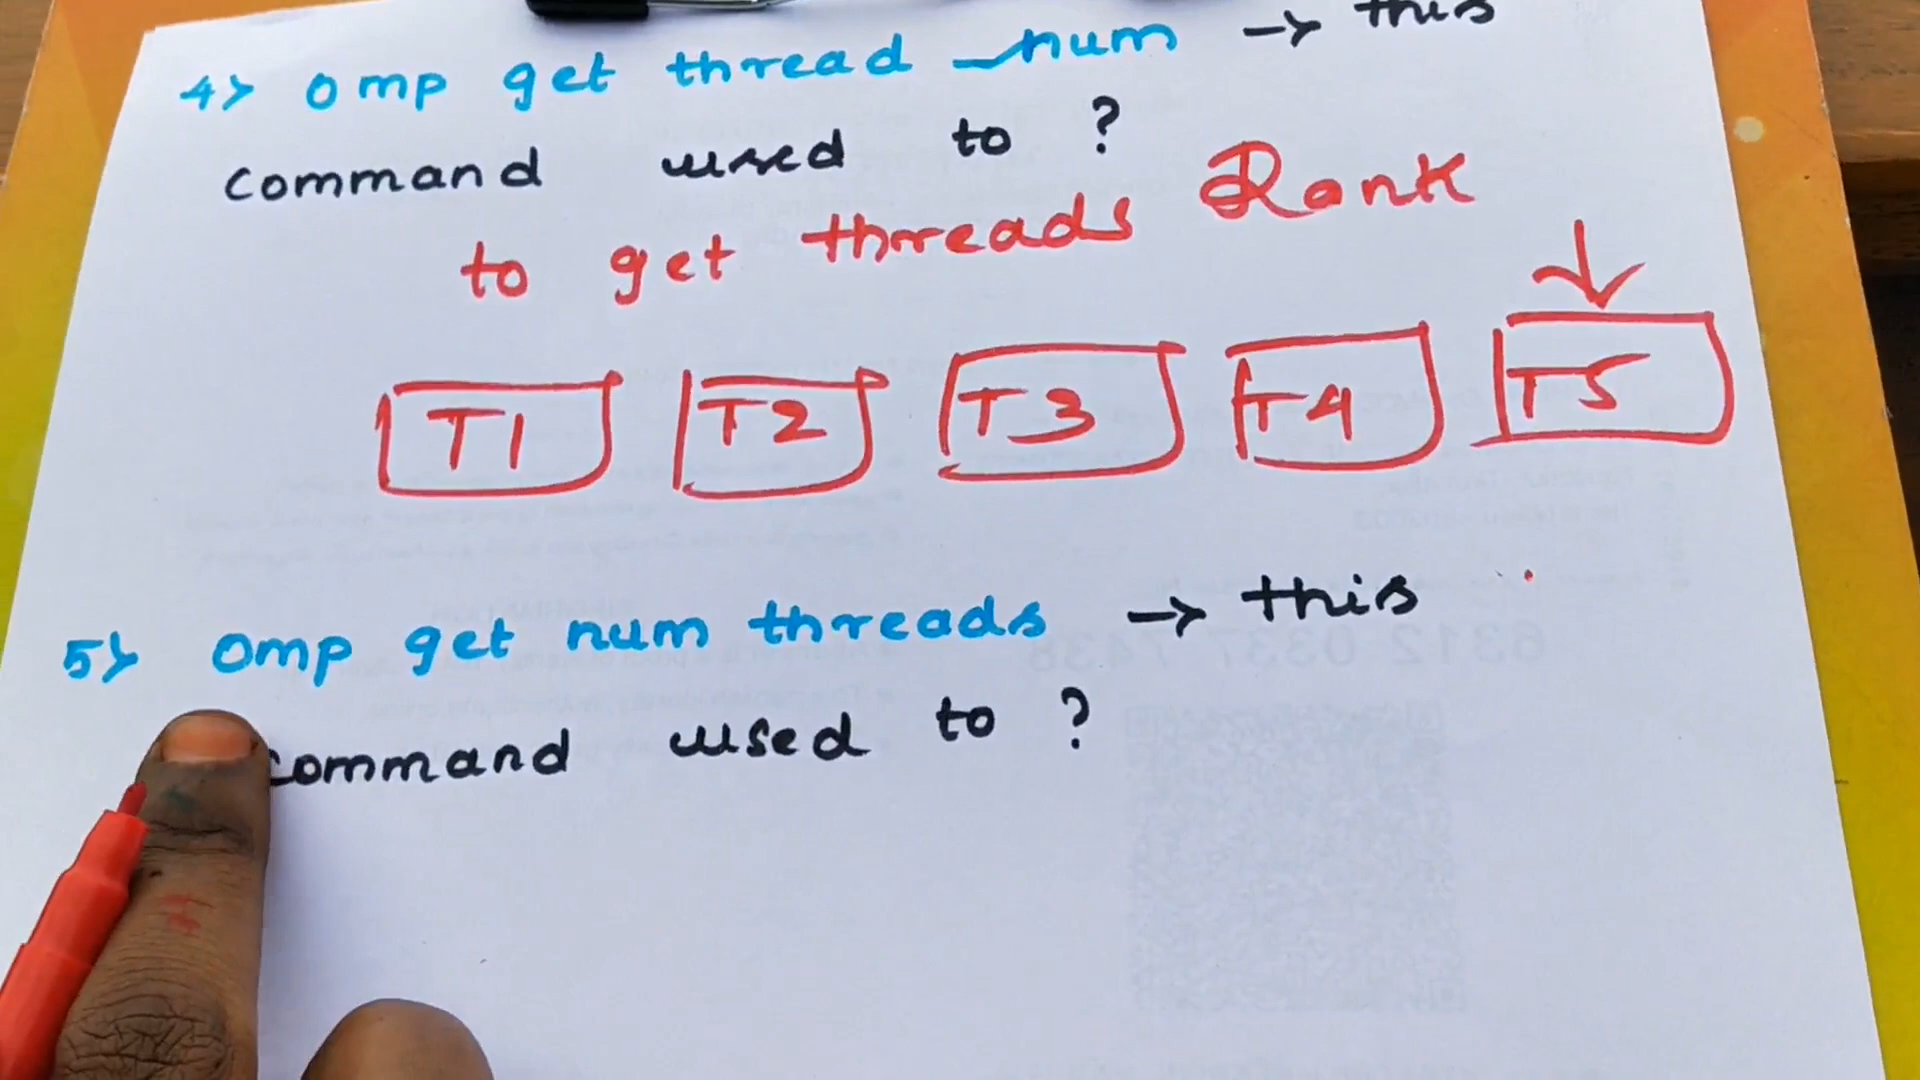 4> Omp get thread num → this
command used to ?
to get threads Rank
T1 T2 T3 T4 T5
5> Omp get num threads → this
command used to ?